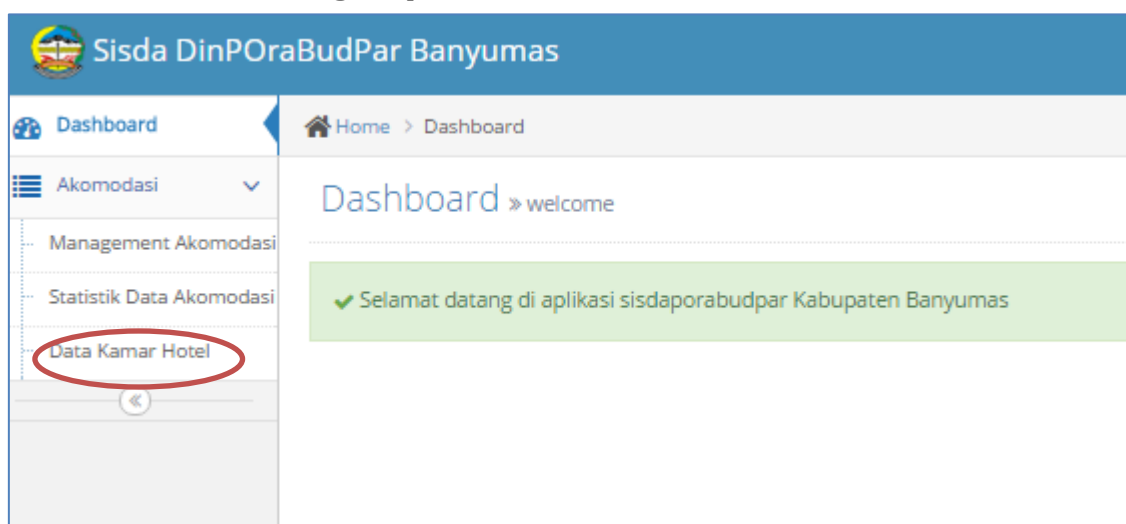 Sisda DinPOraBudPar Banyumas
Dashboard
Home > Dashboard
Akomodasi
Dashboard » welcome
Management Akomodasi
Statistik Data Akomodasi
Selamat datang di aplikasi sisdaporabudpar Kabupaten Banyumas
Data Kamar Hotel